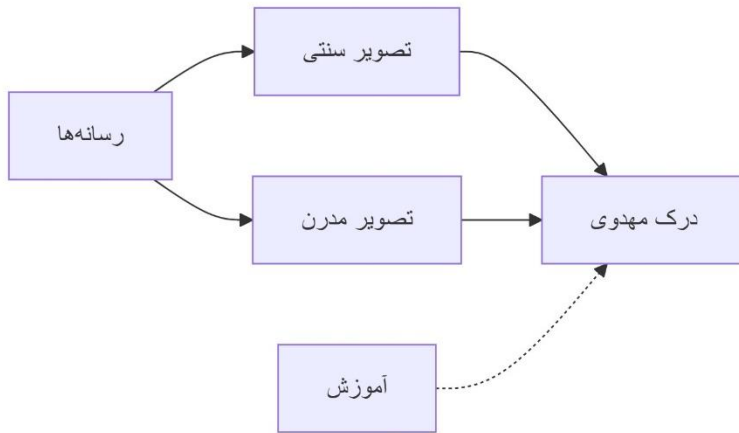 تصویر سنتی
رسانه‌ها
تصویر مدرن
درک مهدوی
آموزش